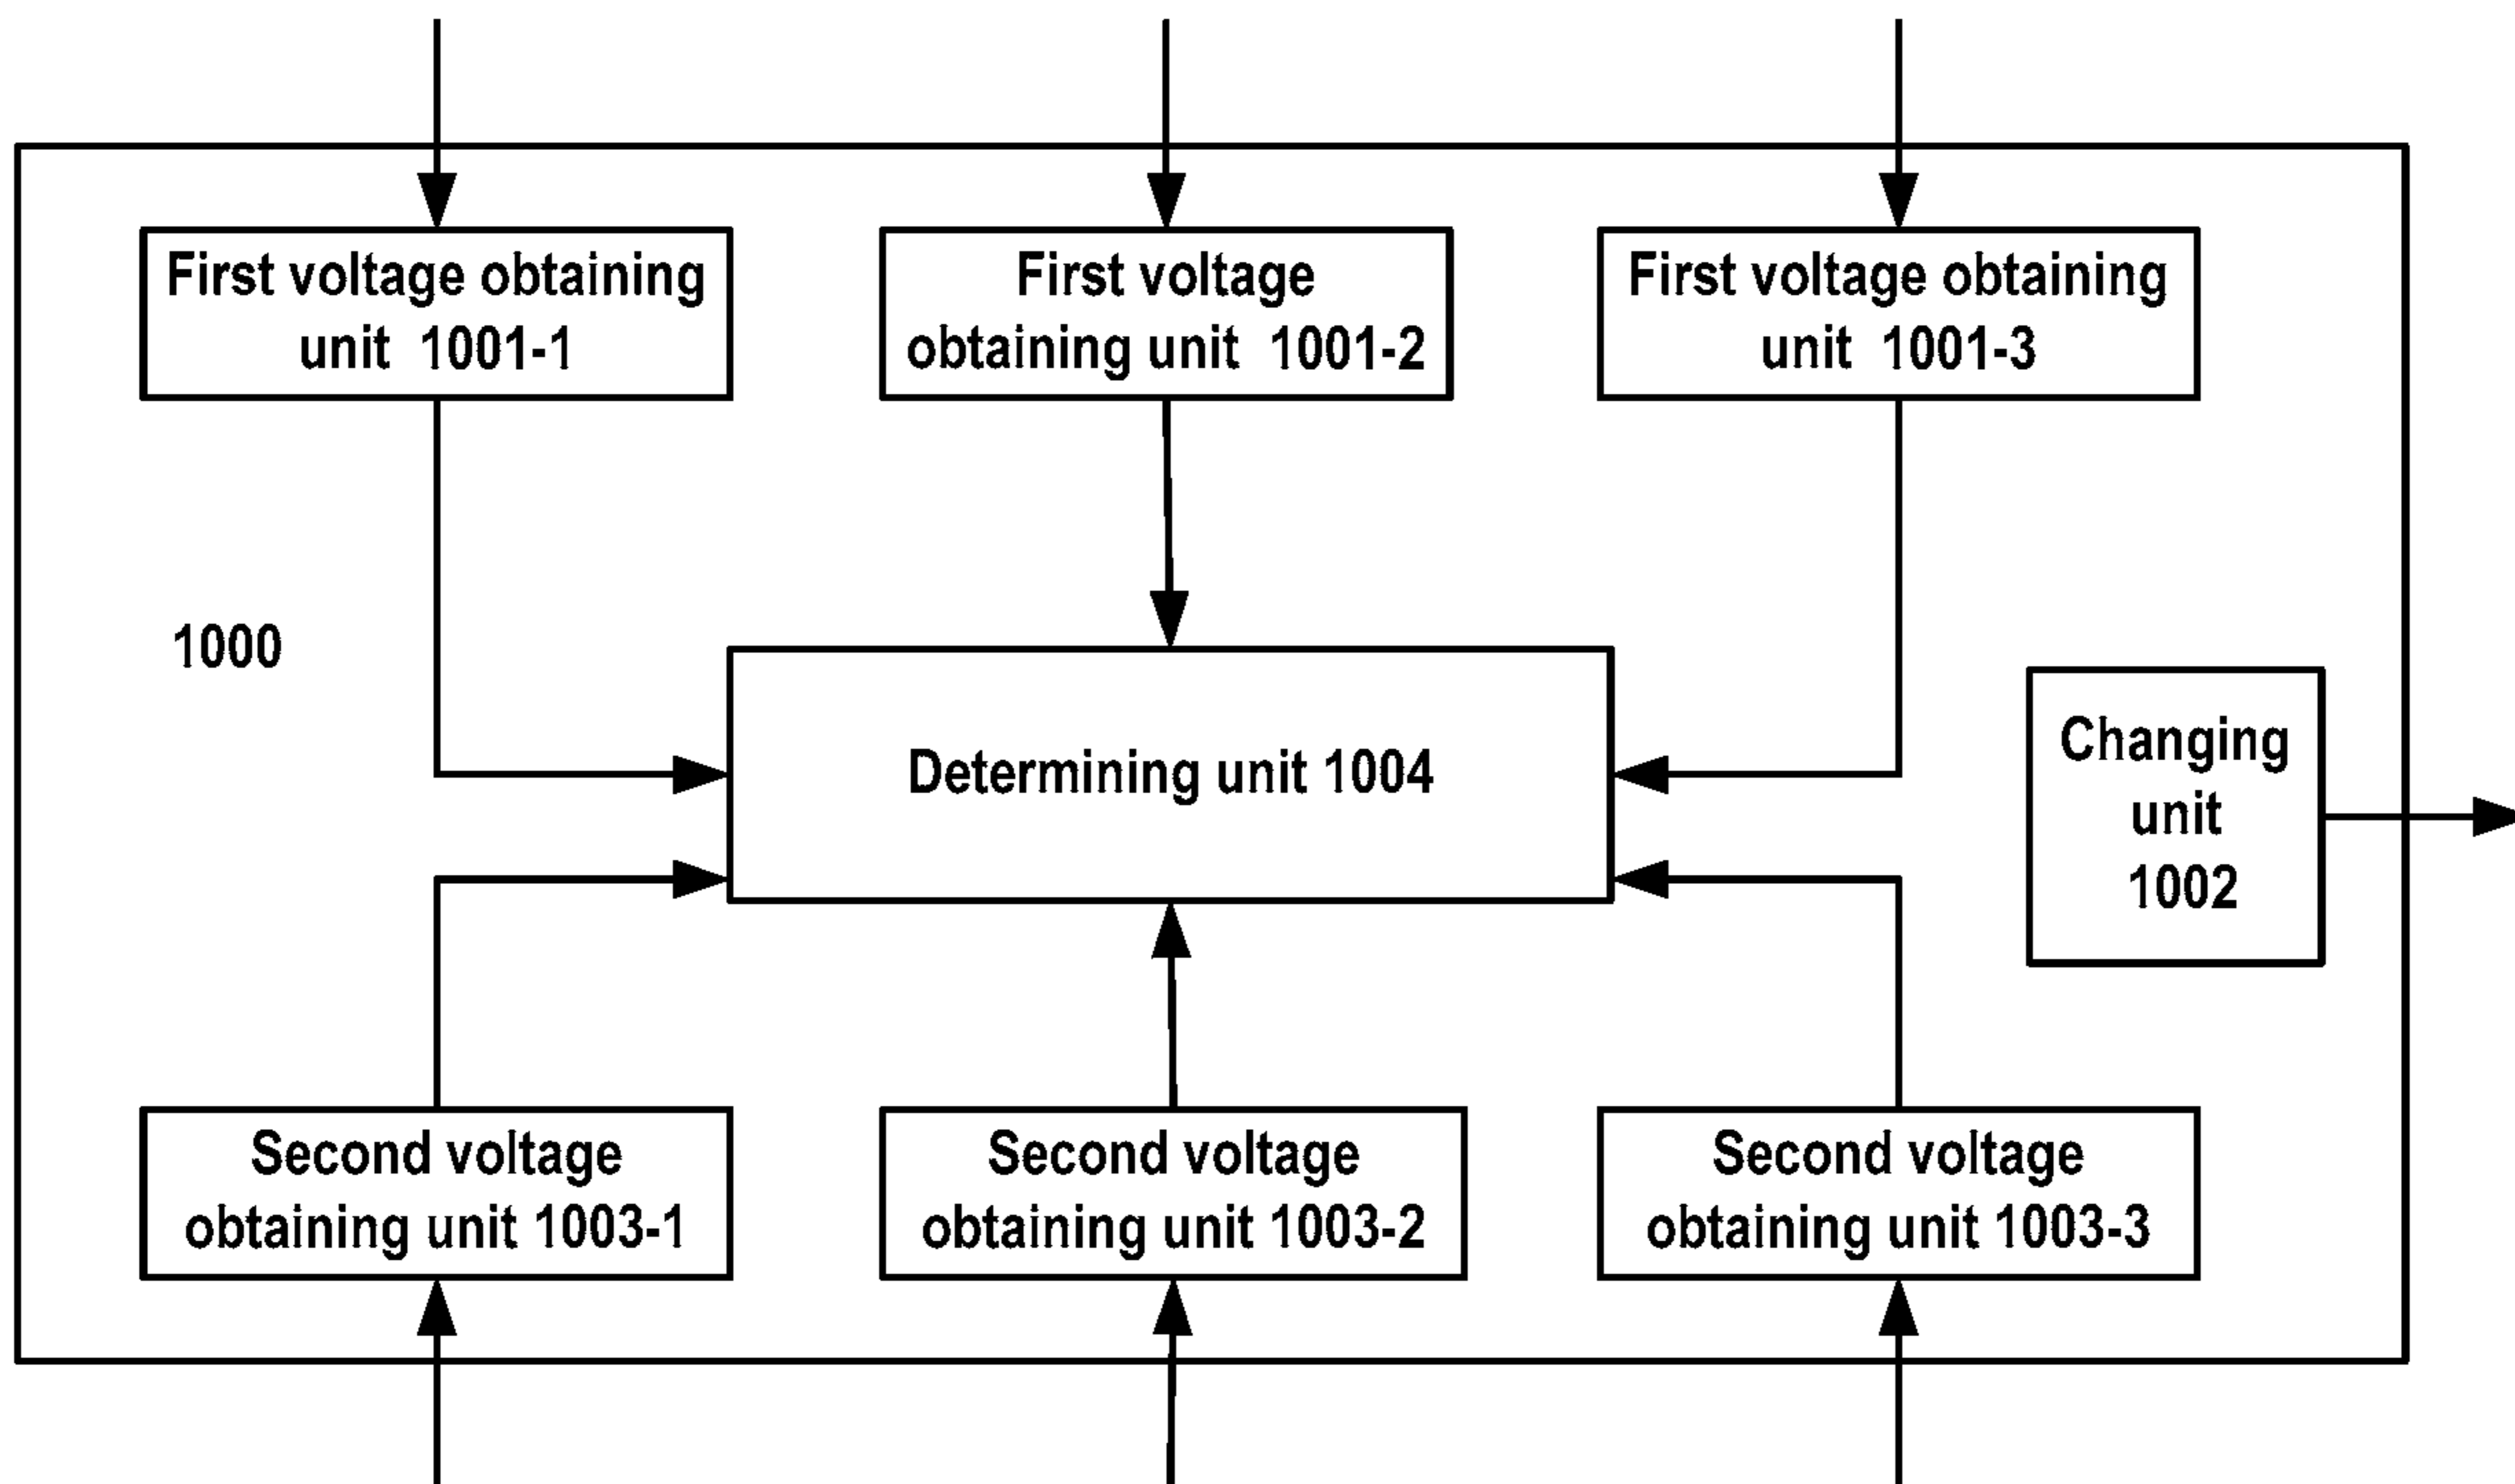 First voltage obtaining
unit 1001-1
First voltage
obtaining unit 1001-2
First voltage obtaining
unit 1001-3
1000
Determining unit 1004
Changing
unit
1002
Second voltage
obtaining unit 1003-1
Second voltage
obtaining unit 1003-2
Second voltage
obtaining unit 1003-3